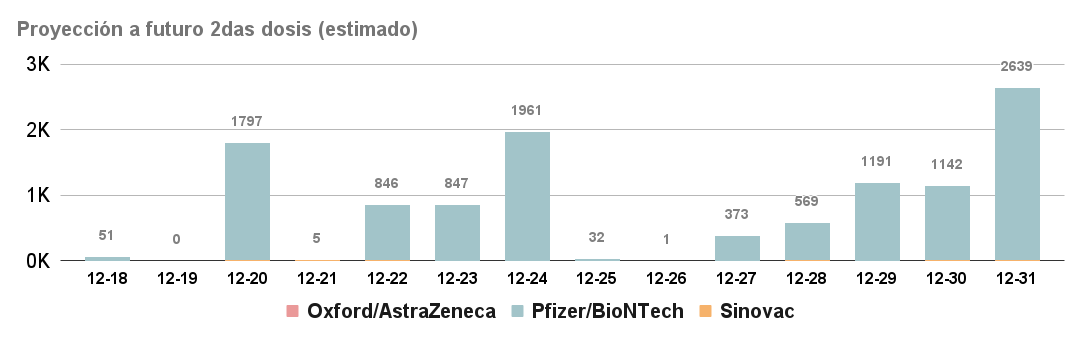 Proyección a futuro 2das dosis (estimado)
3K
2K
1K
0K
51
0
1797
5
846
847
1961
32
1
373
569
1191
1142
2639
12-18 12-19 12-20 12-21 12-22 12-23 12-24 12-25 12-26 12-27 12-28 12-29 12-30 12-31
Oxford/AstraZeneca Pfizer/BioNTech Sinovac